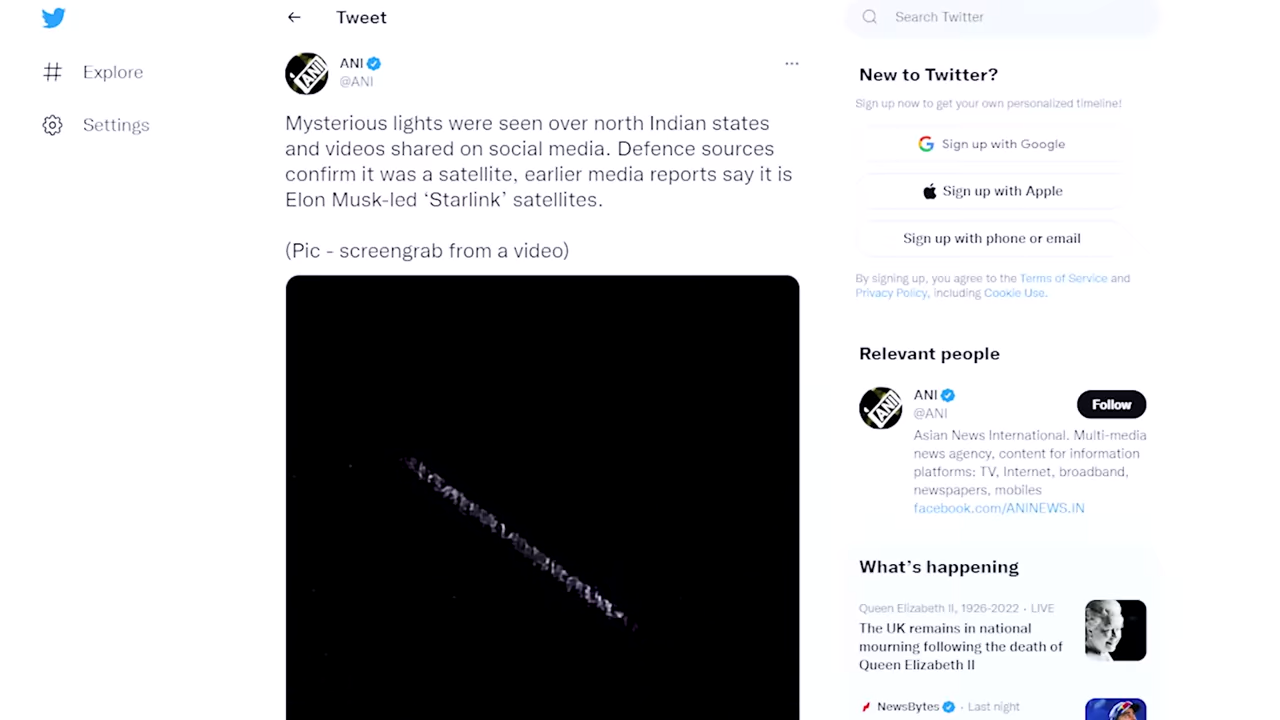 Tweet
Search Twitter
Explore
Settings
ANI
@ANI
Mysterious lights were seen over north Indian states
and videos shared on social media. Defence sources
confirm it was a satellite, earlier media reports say it is
Elon Musk-led ‘Starlink’ satellites.
(Pic - screengrab from a video)
New to Twitter?
Sign up now to get your own personalized timeline!
Sign up with Google
Sign up with Apple
Sign up with phone or email
By signing up, you agree to the Terms of Service and
Privacy Policy, including Cookie Use.
Relevant people
ANI
@ANI
Follow
Asian News International. Multi-media
news agency, content for information
platforms: TV, Internet, broadband,
newspapers, mobiles
facebook.com/ANINEWS.IN
What’s happening
Queen Elizabeth II, 1926-2022 · LIVE
The UK remains in national
mourning following the death of
Queen Elizabeth II
NewsBytes · Last night